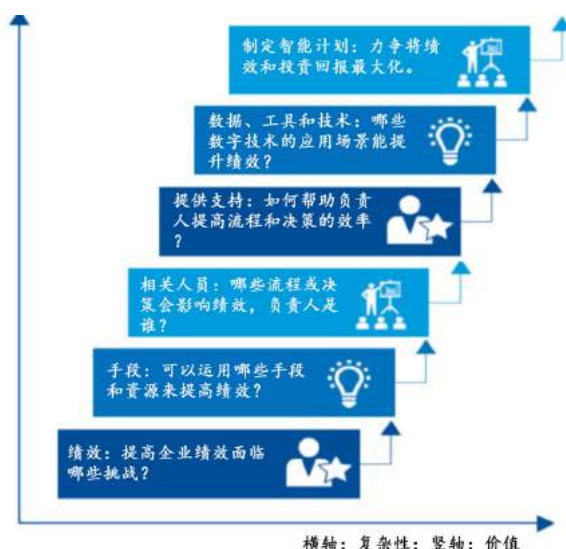 制定智能计划：力争将绩
效和投资回报最大化。
数据、工具和技术：哪些
数字技术的应用场景能提
升绩效？
提供支持：如何帮助负责
人提高流程和决策的效率
？
相关人员：哪些流程或决
策会影响绩效，负责人是
谁？
手段：可以运用哪些手段
和资源来提高绩效？
绩效：提高企业绩效面临
哪些挑战？
横轴：复杂性；竖轴：价值